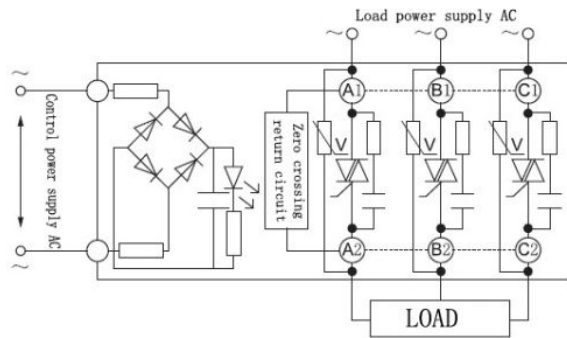 Load power supply AC
~ ~ ~
~
A1 B1 C1
Control power supply AC
Zero crossing
return circuit
V V V
A2 B2 C2
~
LOAD